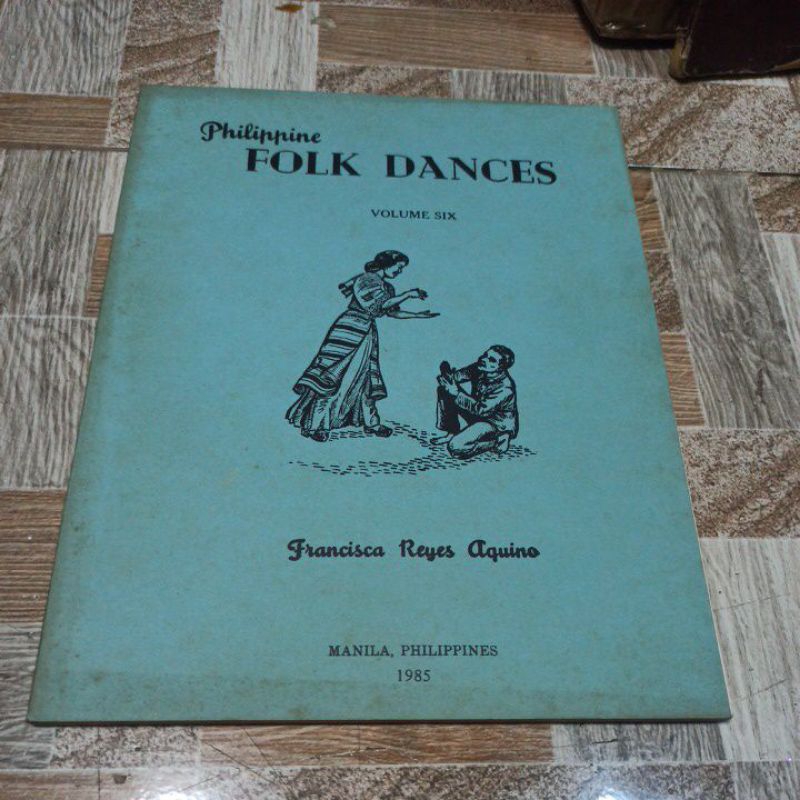 Philippine
FOLK DANCES
VOLUME SIX
Francisca Reyes Aquino
MANILA, PHILIPPINES
1985